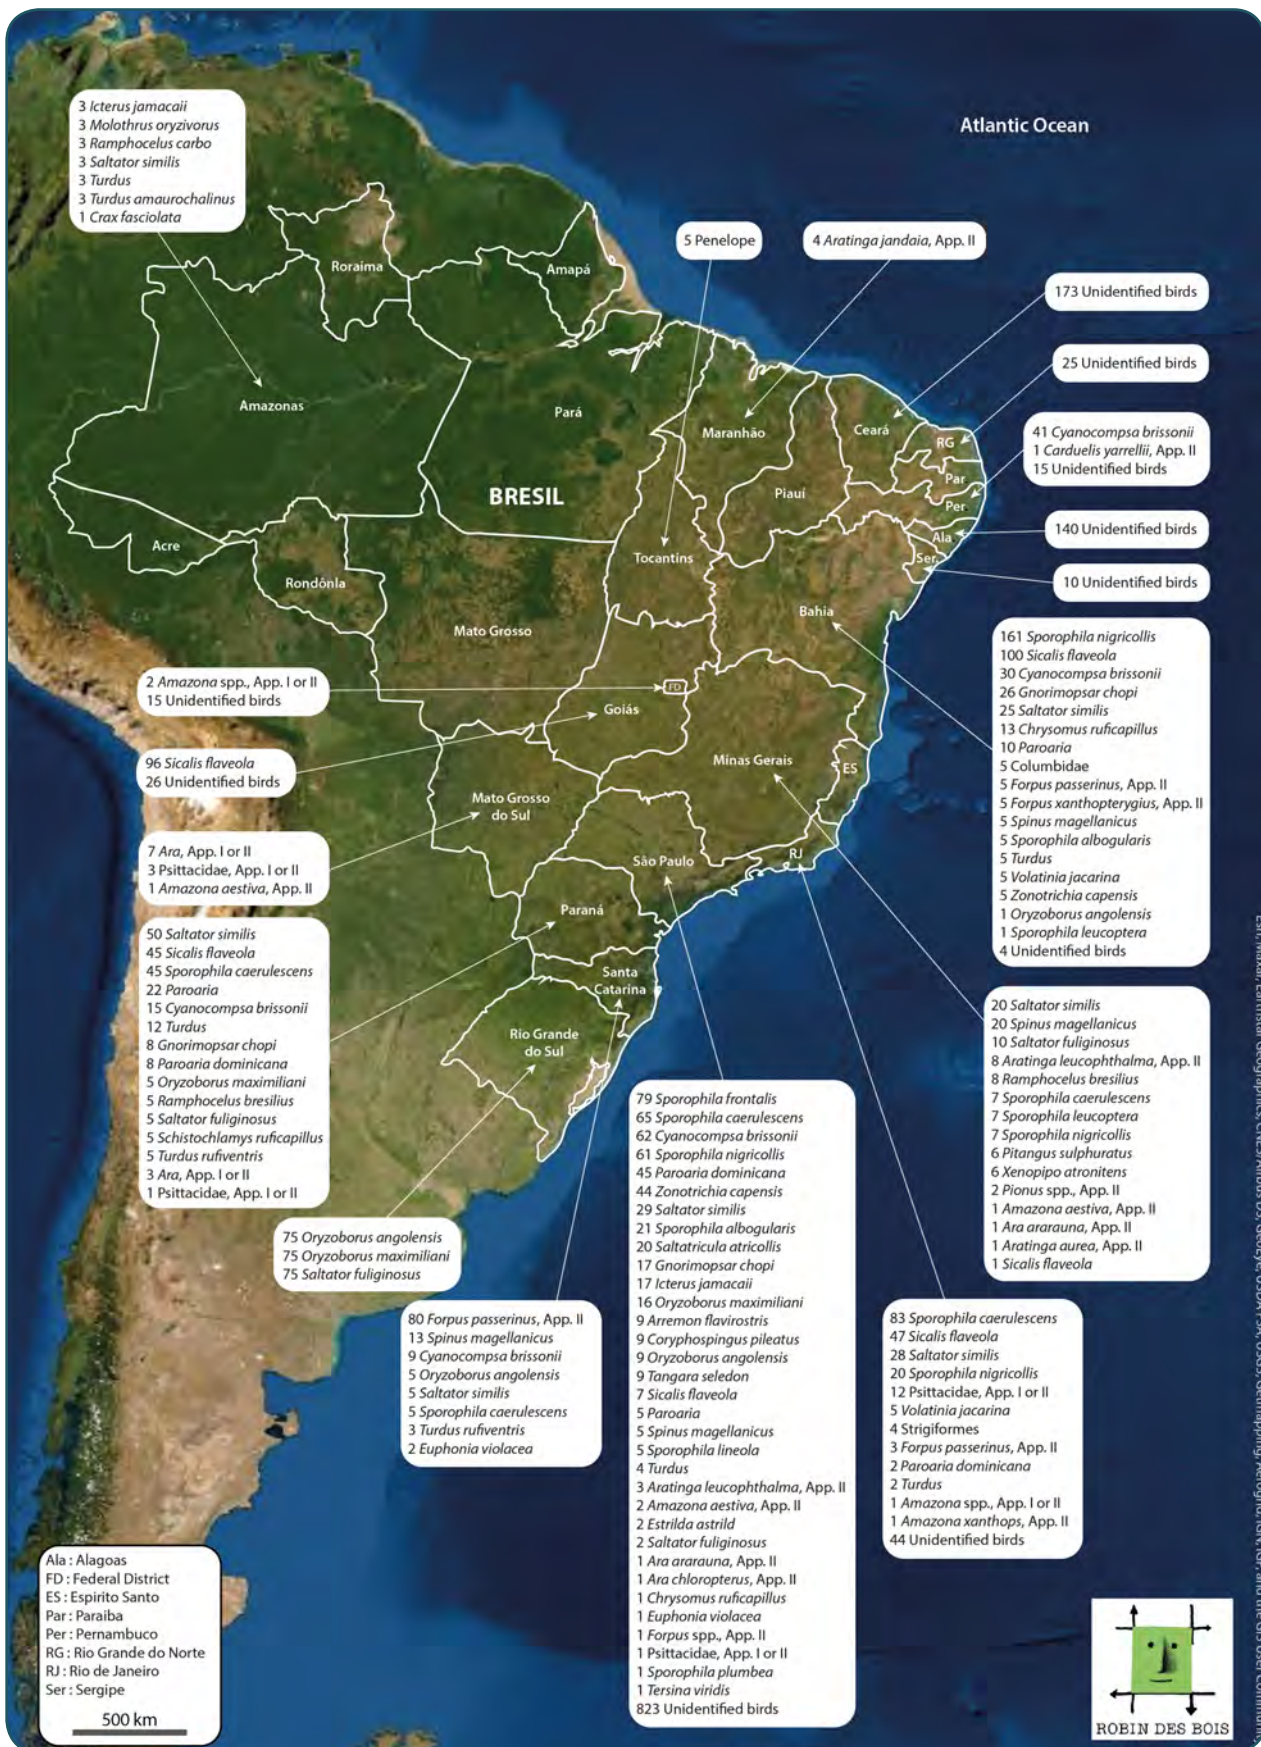 Atlantic Ocean
3 Icterus jamacaii
3 Molothrus oryzivorus
3 Ramphocelus carbo
3 Saltator similis
3 Turdus
3 Turdus amaurochalinus
1 Crax fasciolata
5 Penelope
4 Aratinga jandaia, App. II
173 Unidentified birds
25 Unidentified birds
41 Cyanocompsa brissonii
1 Carduelis yarrellii, App. II
15 Unidentified birds
140 Unidentified birds
10 Unidentified birds
Roraima
Amapá
Amazonas
Pará
Maranhão
Ceará
RG
Par
Piauí
Per
BRESIL
Ala
Acre
Tocantins
Ser.
Rondônia
Bahia
Mato Grosso
FD
Goiás
Minas Gerais
ES
Mato Grosso
do Sul
São Paulo
RJ
Paraná
Santa
Catarina
Rio Grande
do Sul
2 Amazona spp., App. I or II
15 Unidentified birds
96 Sicalis flaveola
26 Unidentified birds
7 Ara, App. I or II
3 Psittacidae, App. I or II
1 Amazona aestiva, App. II
50 Saltator similis
45 Sicalis flaveola
45 Sporophila caerulescens
22 Paroaria
15 Cyanocompsa brissonii
12 Turdus
8 Gnorimopsar chopi
8 Paroaria dominicana
5 Oryzoborus maximiliani
5 Ramphocelus bresilius
5 Saltator fuliginosus
5 Schistochlamys ruficapillus
5 Turdus rufiventris
3 Ara, App. I or II
1 Psittacidae, App. I or II
75 Oryzoborus angolensis
75 Oryzoborus maximiliani
75 Saltator fuliginosus
80 Forpus passerinus, App. II
13 Spinus magellanicus
9 Cyanocompsa brissonii
5 Oryzoborus angolensis
5 Saltator similis
5 Sporophila caerulescens
3 Turdus rufiventris
2 Euphonia violacea
79 Sporophila frontalis
65 Sporophila caerulescens
62 Cyanocompsa brissonii
61 Sporophila nigricollis
45 Paroaria dominicana
44 Zonotrichia capensis
29 Saltator similis
21 Sporophila albogularis
20 Saltatricula atricollis
17 Gnorimopsar chopi
17 Icterus jamacaii
16 Oryzoborus maximiliani
9 Arremon flavirostris
9 Coryphospingus pileatus
9 Oryzoborus angolensis
9 Tangara seledon
7 Sicalis flaveola
5 Paroaria
5 Spinus magellanicus
5 Sporophila lineola
4 Turdus
3 Aratinga leucophthalma, App. II
2 Amazona aestiva, App. II
2 Estrilda astrild
2 Saltator fuliginosus
1 Ara ararauna, App. II
1 Ara chloropterus, App. II
1 Chrysomus ruficapillus
1 Euphonia violacea
1 Forpus spp., App. II
1 Psittacidae, App. I or II
1 Sporophila plumbea
1 Tersina viridis
823 Unidentified birds
161 Sporophila nigricollis
100 Sicalis flaveola
30 Cyanocompsa brissonii
26 Gnorimopsar chopi
25 Saltator similis
13 Chrysomus ruficapillus
10 Paroaria
5 Columbidae
5 Forpus passerinus, App. II
5 Forpus xanthopterygius, App. II
5 Spinus magellanicus
5 Sporophila albogularis
5 Turdus
5 Volatinia jacarina
5 Zonotrichia capensis
1 Oryzoborus angolensis
1 Sporophila leucoptera
4 Unidentified birds
20 Saltator similis
20 Spinus magellanicus
10 Saltator fuliginosus
8 Aratinga leucophthalma, App. II
8 Ramphocelus bresilius
7 Sporophila caerulescens
7 Sporophila leucoptera
7 Sporophila nigricollis
6 Pitangus sulphuratus
6 Xenopipo atronitens
2 Pionus spp., App. II
1 Amazona aestiva, App. II
1 Ara ararauna, App. II
1 Aratinga aurea, App. II
1 Sicalis flaveola
83 Sporophila caerulescens
47 Sicalis flaveola
28 Saltator similis
20 Sporophila nigricollis
12 Psittacidae, App. I or II
5 Volatinia jacarina
4 Strigiformes
3 Forpus passerinus, App. II
2 Paroaria dominicana
2 Turdus
1 Amazona spp., App. I or II
1 Amazona xanthops, App. II
44 Unidentified birds
Ala : Alagoas
FD : Federal District
ES : Espirito Santo
Par : Paraiba
Per : Pernambuco
RG : Rio Grande do Norte
RJ : Rio de Janeiro
Ser : Sergipe
500 km
ROBIN DES BOIS